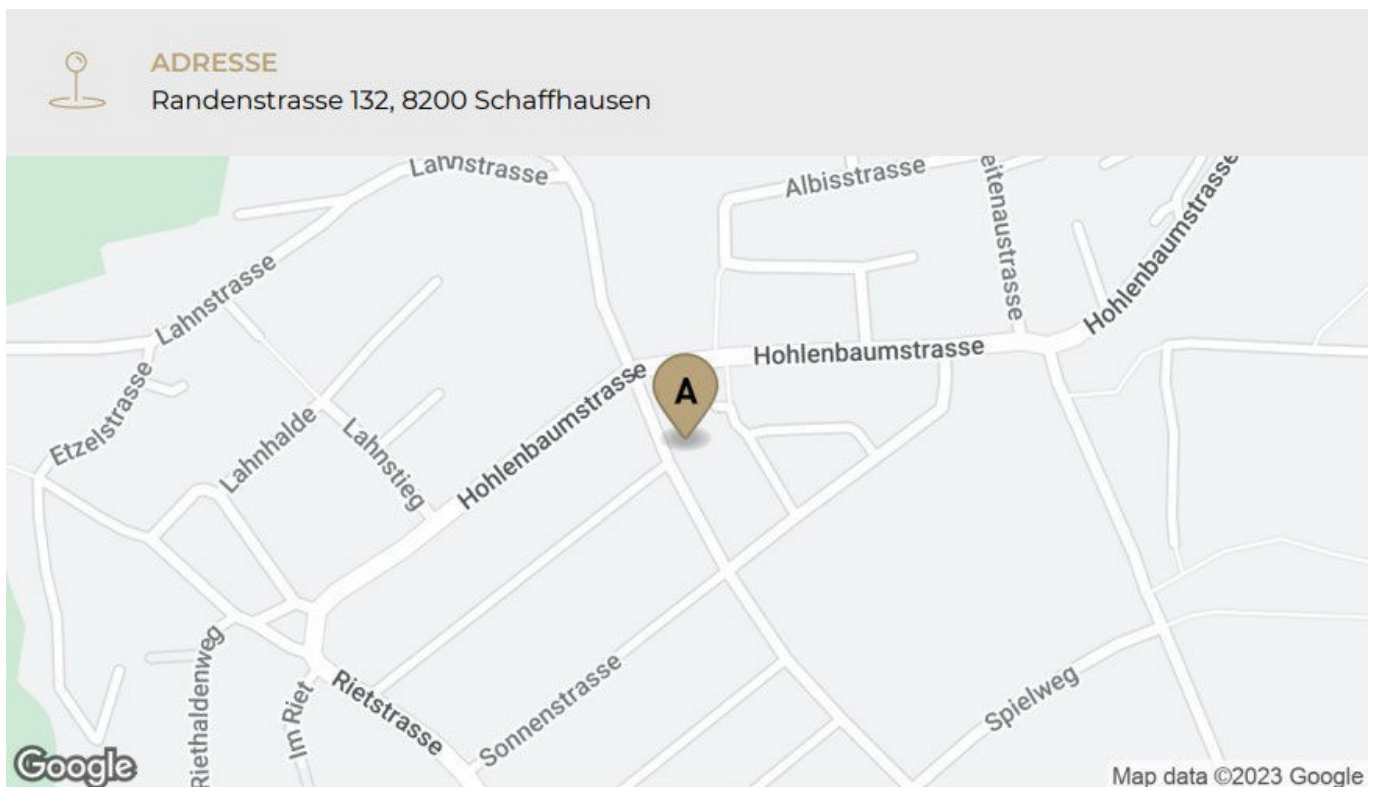 ADRESSE
Randenstrasse 132, 8200 Schaffhausen
Lahnstrasse
Albisstrasse
eitenaustrasse
Hohlenbaumstrasse
Lahnstrasse
Hohlenbaumstrasse
A
Etzelstrasse
Lahnhalde
Lahnstieg
Hohlenbaumstrasse
Riethaldenweg
Im Riet
Rietstrasse
Sonnenstrasse
Spielweg
Google
Map data ©2023 Google